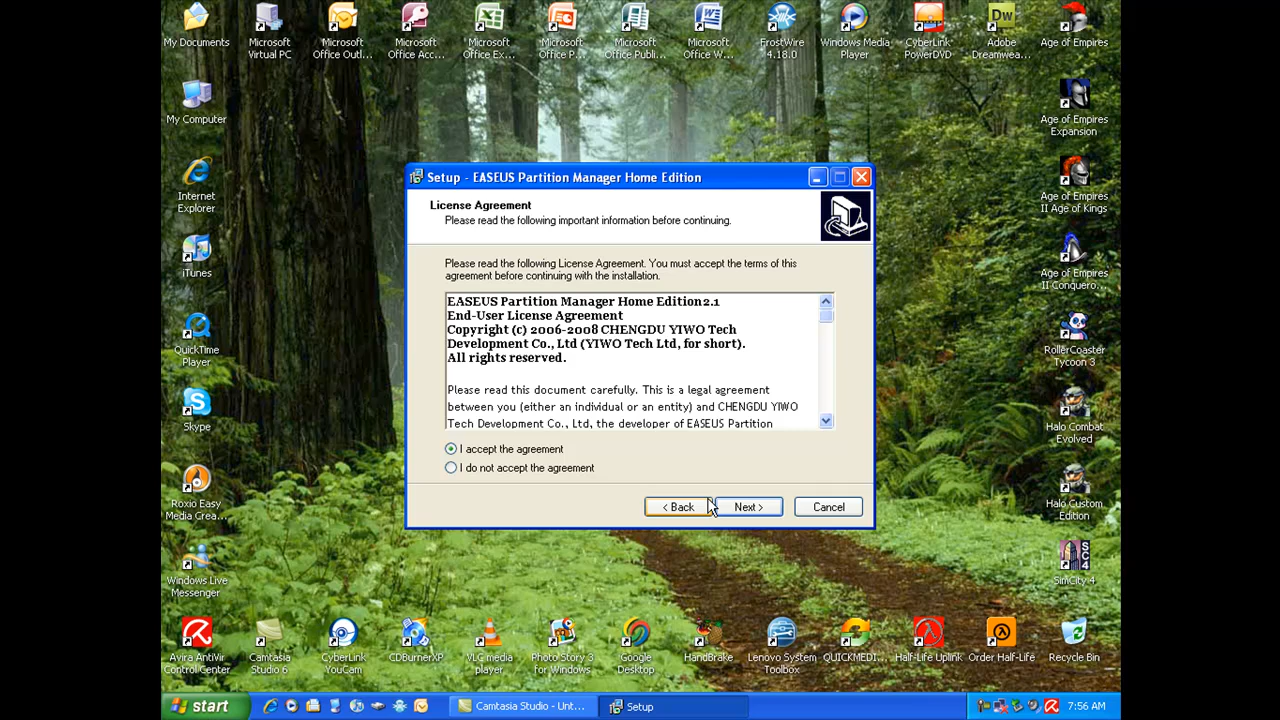 My Documents
Microsoft
Virtual PC
Microsoft
Office Outl...
Microsoft
Office Acc...
Microsoft
Office Ex...
Microsoft
Office P...
Microsoft
Office Publi...
Microsoft
Office W...
FrostWire
4.18.0
Windows Media
Player
CyberLink
PowerDVD
Dw
Adobe
Dreamwea...
Age of Empires
My Computer
Age of Empires
Expansion
Internet
Explorer
Age of Empires
II Age of Kings
iTunes
Age of Empires
II Conquero...
QuickTime
Player
RollerCoaster
Tycoon 3
Skype
Halo Combat
Evolved
Roxio Easy
Media Crea...
Halo Custom
Edition
Windows Live
Messenger
SC4
SimCity 4
Setup - EASEUS Partition Manager Home Edition
License Agreement
Please read the following important information before continuing.
Please read the following License Agreement. You must accept the terms of this
agreement before continuing with the installation.
EASEUS Partition Manager Home Edition2.1
End-User License Agreement
Copyright (c) 2006-2008 CHENGDU YIWO Tech
Development Co., Ltd (YIWO Tech Ltd, for short).
All rights reserved.
Please read this document carefully. This is a legal agreement
between you (either an individual or an entity) and CHENGDU YIWO
Tech Development Co., Ltd, the developer of EASEUS Partition
I accept the agreement
I do not accept the agreement
< Back
Next >
Cancel
Avira AntiVir
Control Center
Camtasia
Studio 6
CyberLink
YouCam
CDBurnerXP
VLC media
player
Photo Story 3
for Windows
Google
Desktop
HandBrake
Lenovo System
Toolbox
QUICKMEDI...
Half-Life Uplink
Order Half-Life
Recycle Bin
start
Camtasia Studio - Unt...
Setup
7:56 AM